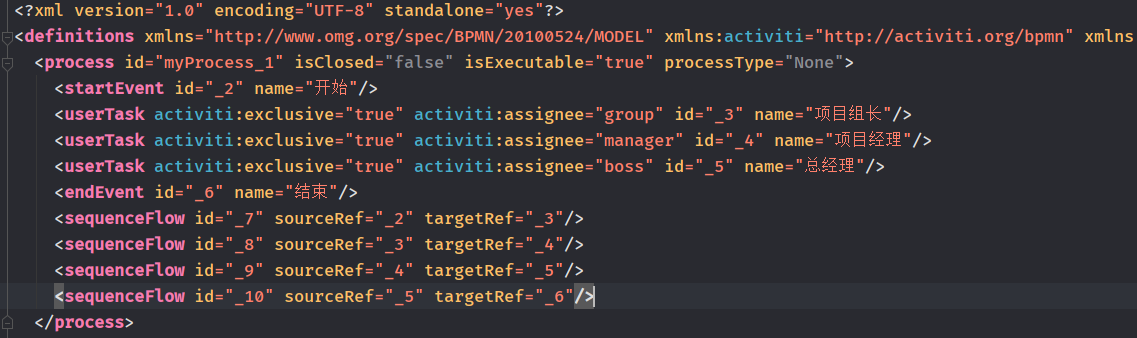 <?xml version="1.0" encoding="UTF-8" standalone="yes"?>
<definitions xmlns="http://www.omg.org/spec/BPMN/20100524/MODEL" xmlns:activiti="http://activiti.org/bpmn" xmlns
<process id="myProcess_1" isClosed="false" isExecutable="true" processType="None">
<startEvent id="_2" name="开始"/>
<userTask activiti:exclusive="true" activiti:assignee="group" id="_3" name="项目组长"/>
<userTask activiti:exclusive="true" activiti:assignee="manager" id="_4" name="项目经理"/>
<userTask activiti:exclusive="true" activiti:assignee="boss" id="_5" name="总经理"/>
<endEvent id="_6" name="结束"/>
<sequenceFlow id="_7" sourceRef="_2" targetRef="_3"/>
<sequenceFlow id="_8" sourceRef="_3" targetRef="_4"/>
<sequenceFlow id="_9" sourceRef="_4" targetRef="_5"/>
<sequenceFlow id="_10" sourceRef="_5" targetRef="_6"/>
</process>